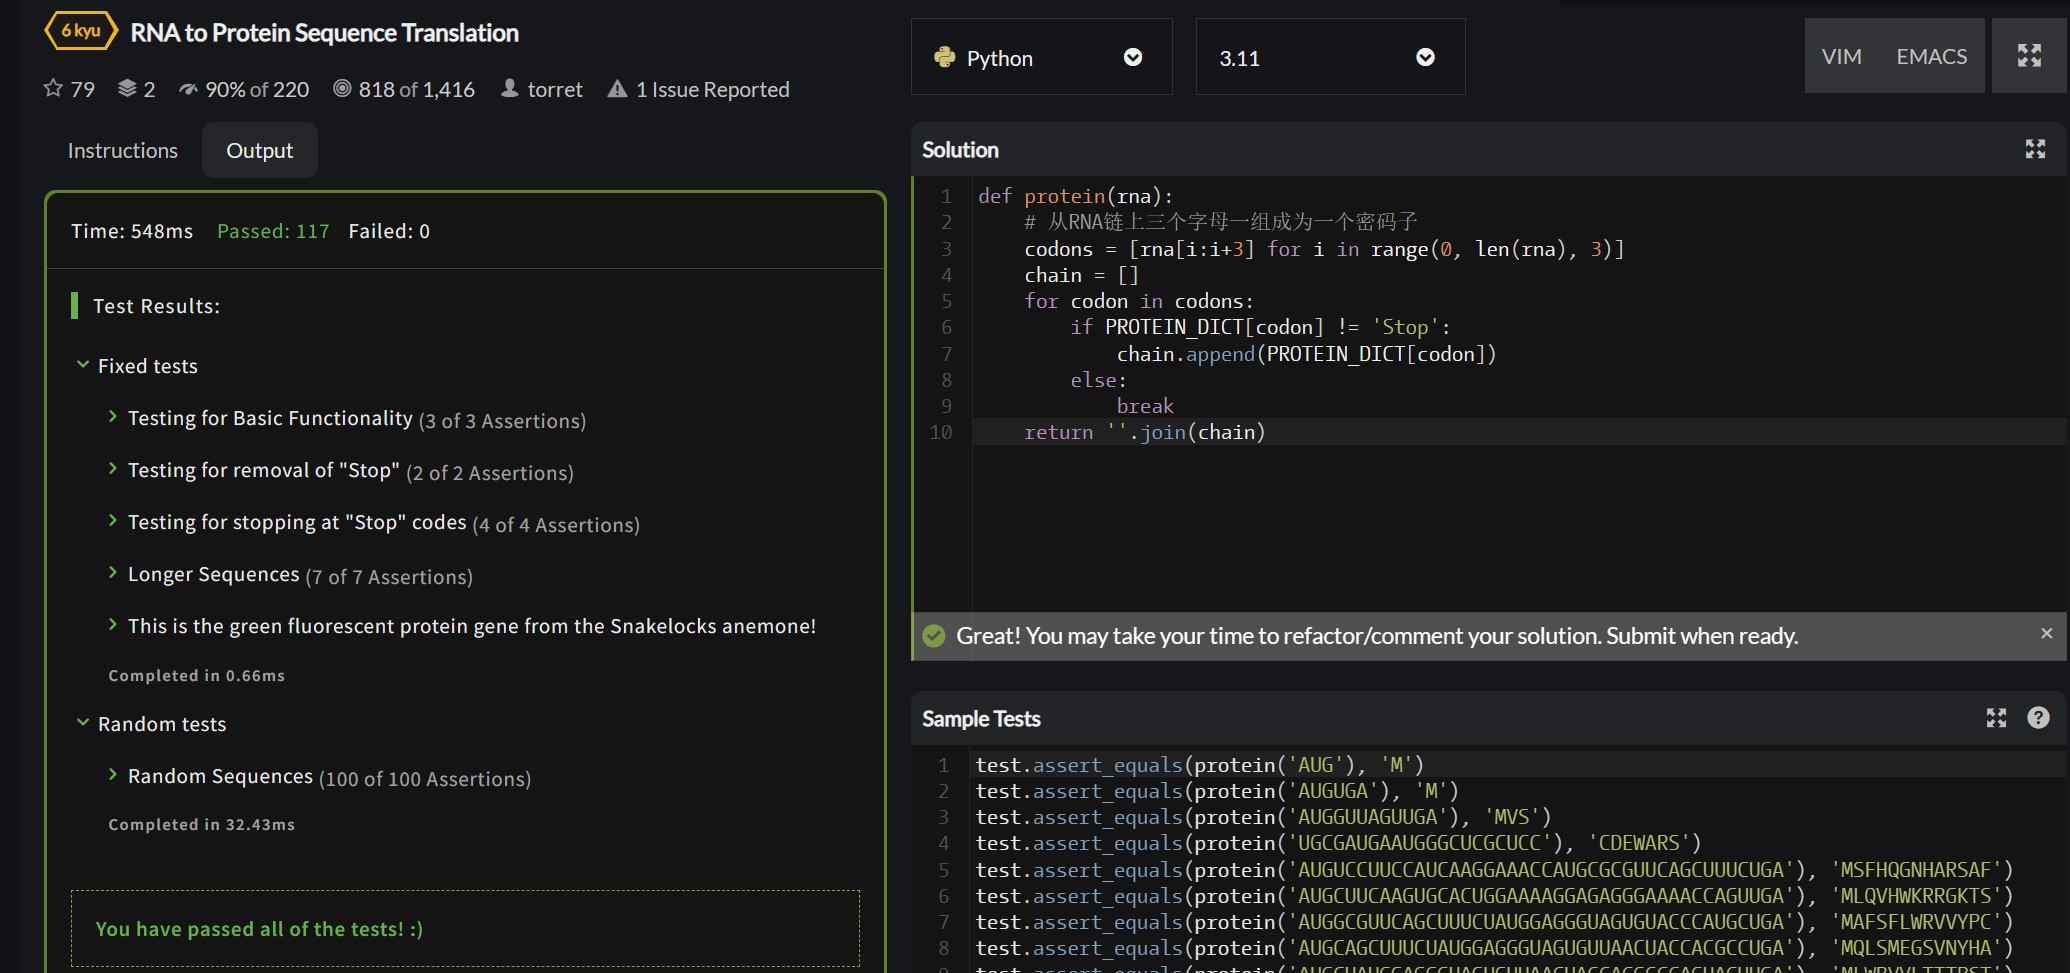 6 kyu RNA to Protein Sequence Translation
79 2 90% of 220 818 of 1,416 torret 1 Issue Reported
Instructions Output
Time: 548ms Passed: 117 Failed: 0
Test Results:
Fixed tests
Testing for Basic Functionality (3 of 3 Assertions)
Testing for removal of "Stop" (2 of 2 Assertions)
Testing for stopping at "Stop" codes (4 of 4 Assertions)
Longer Sequences (7 of 7 Assertions)
This is the green fluorescent protein gene from the Snakelocks anemone!
Completed in 0.66ms
Random tests
Random Sequences (100 of 100 Assertions)
Completed in 32.43ms
You have passed all of the tests! :)
Python 3.11 VIM EMACS
Solution
1 def protein(rna):
2 # 从RNA链上三个字母一组成为一个密码子
3 codons = [rna[i:i+3] for i in range(0, len(rna), 3)]
4 chain = []
5 for codon in codons:
6 if PROTEIN_DICT[codon] != 'Stop':
7 chain.append(PROTEIN_DICT[codon])
8 else:
9 break
10 return ''.join(chain)
Great! You may take your time to refactor/comment your solution. Submit when ready. ×
Sample Tests ?
1 test.assert_equals(protein('AUG'), 'M')
2 test.assert_equals(protein('AUGUGA'), 'M')
3 test.assert_equals(protein('AUGGUUAGUUGA'), 'MVS')
4 test.assert_equals(protein('UGCGAUGAAUGGGCUCGCUCC'), 'CDEWARS')
5 test.assert_equals(protein('AUGUCCUUCCAUCAAGGAAACCAUGCGCGUUCAGCUUUCUGA'), 'MSFHQGNHARSAF')
6 test.assert_equals(protein('AUGCUUCAAGUGCACUGGAAAAGGAGAGGGAAAACCAGUUGA'), 'MLQVHWKRRGKTS')
7 test.assert_equals(protein('AUGGCGUUCAGCUUUCUAUGGAGGGUAGUGUACCCAUGCUGA'), 'MAFSFLWRVVYPC')
8 test.assert_equals(protein('AUGCAGCUUUCUAUGGAGGGUAGUGUUAACUACCACGCCUGA'), 'MQLSMEGSVNYHA')